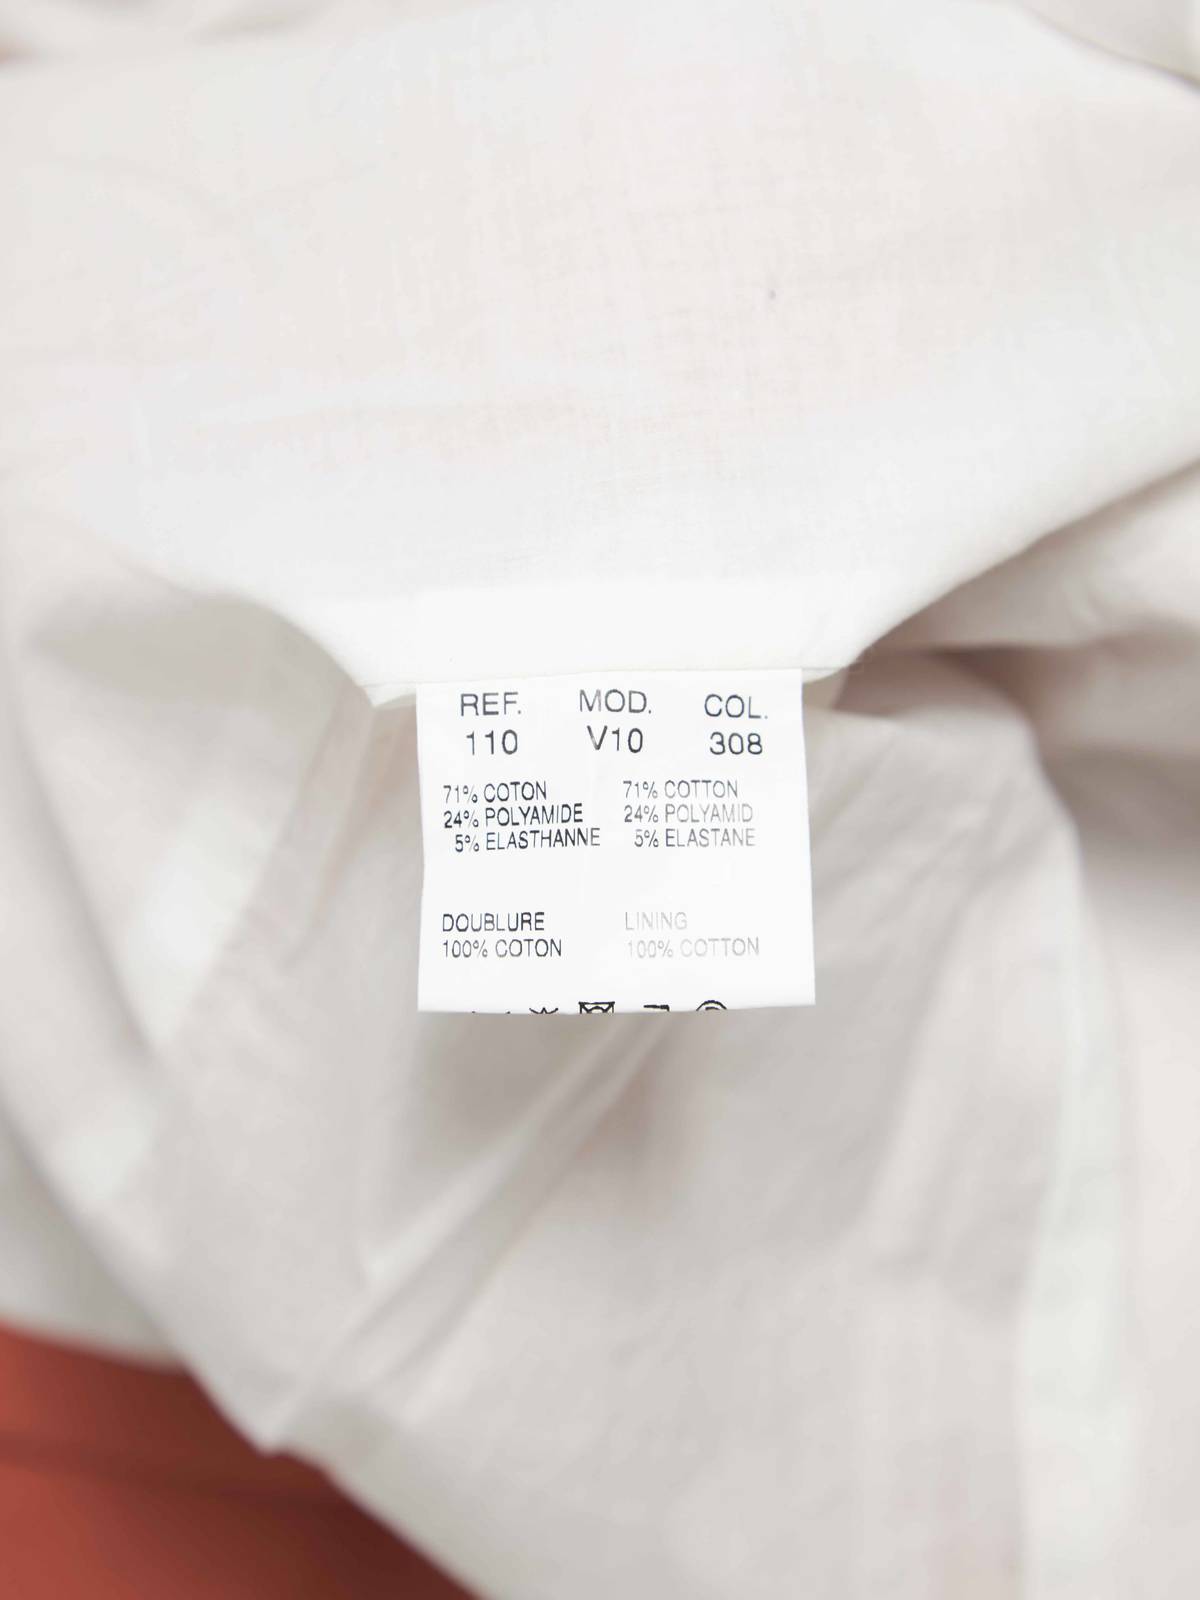 REF. MOD. COL.
110 V10 308
71% COTON 71% COTTON
24% POLYAMIDE 24% POLYAMID
5% ELASTHANNE 5% ELASTANE
DOUBLURE LINING
100% COTON 100% COTTON